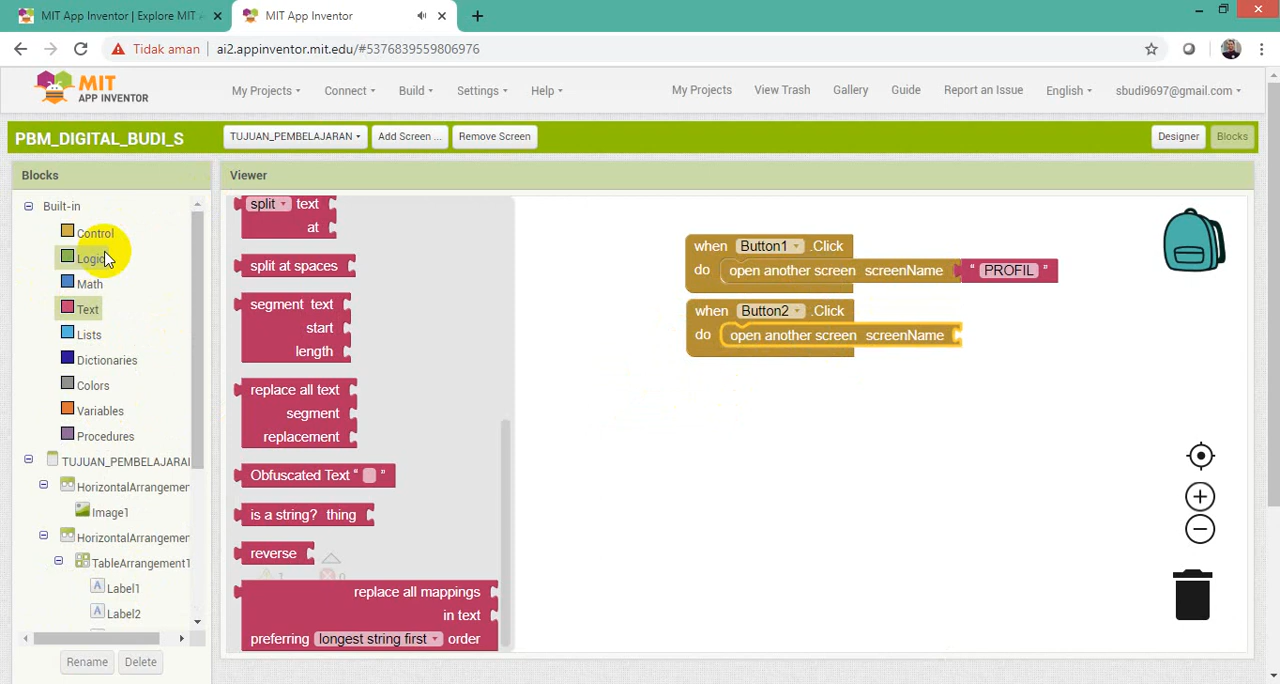 MIT App Inventor | Explore MIT
MIT App Inventor
Tidak aman
ai2.appinventor.mit.edu/#5376839559806976
MIT
APP INVENTOR
My Projects
Connect
Build
Settings
Help
My Projects
View Trash
Gallery
Guide
Report an Issue
English
sbudi9697@gmail.com
PBM_DIGITAL_BUDI_S
TUJUAN_PEMBELAJARAN
Add Screen ...
Remove Screen
Designer
Blocks
Blocks
Viewer
Built-in
Control
Logic
Math
Text
Lists
Dictionaries
Colors
Variables
Procedures
TUJUAN_PEMBELAJARAN
HorizontalArrangemen
Image1
HorizontalArrangemen
TableArrangement1
A Label1
A Label2
Rename
Delete
split text
at
split at spaces
segment text
start
length
replace all text
segment
replacement
Obfuscated Text " "
is a string? thing
reverse
replace all mappings
in text
preferring longest string first order
when Button1 .Click
do open another screen screenName " PROFIL "
when Button2 .Click
do open another screen screenName